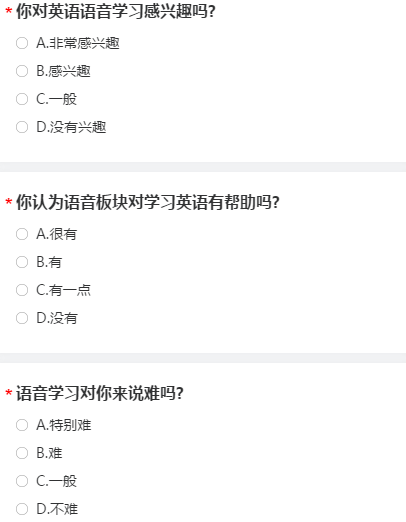 * 你对英语语音学习感兴趣吗?
A.非常感兴趣
B.感兴趣
C.一般
D.没有兴趣
* 你认为语音板块对学习英语有帮助吗?
A.很有
B.有
C.有一点
D.没有
* 语音学习对你来说难吗?
A.特别难
B.难
C.一般
D.不难